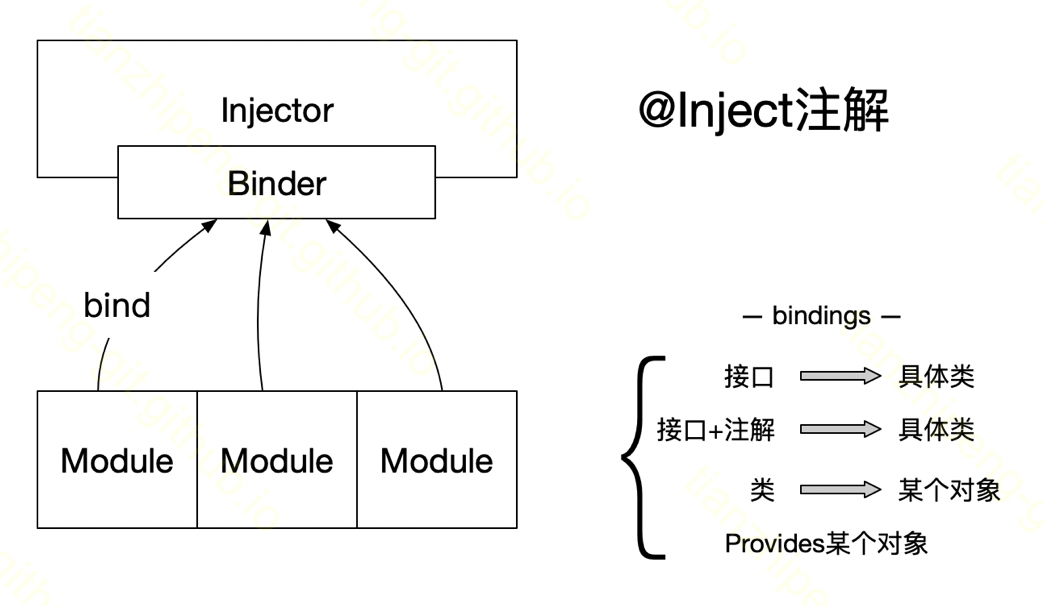 Injector
Binder
bind
Module Module Module
@Inject注解
— bindings —
接口 具体类
接口+注解 具体类
类 某个对象
Provides某个对象
tianzhipeng-git.github.io